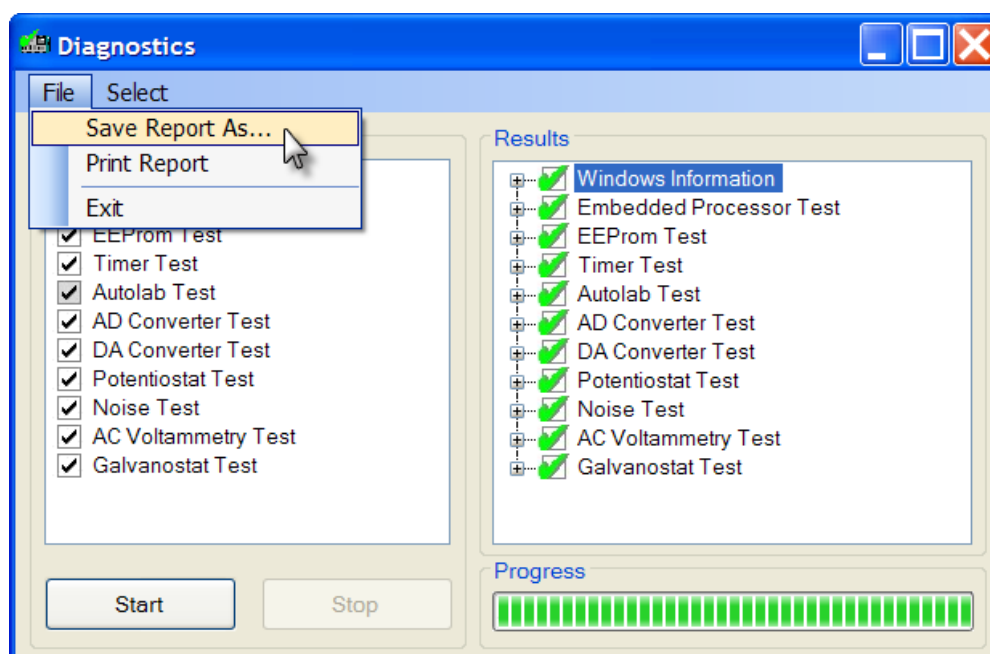 Diagnostics
File Select
Save Report As...
Print Report
Exit
EEProm Test
Timer Test
Autolab Test
AD Converter Test
DA Converter Test
Potentiostat Test
Noise Test
AC Voltammetry Test
Galvanostat Test
Start Stop
Results
Windows Information
Embedded Processor Test
EEProm Test
Timer Test
Autolab Test
AD Converter Test
DA Converter Test
Potentiostat Test
Noise Test
AC Voltammetry Test
Galvanostat Test
Progress